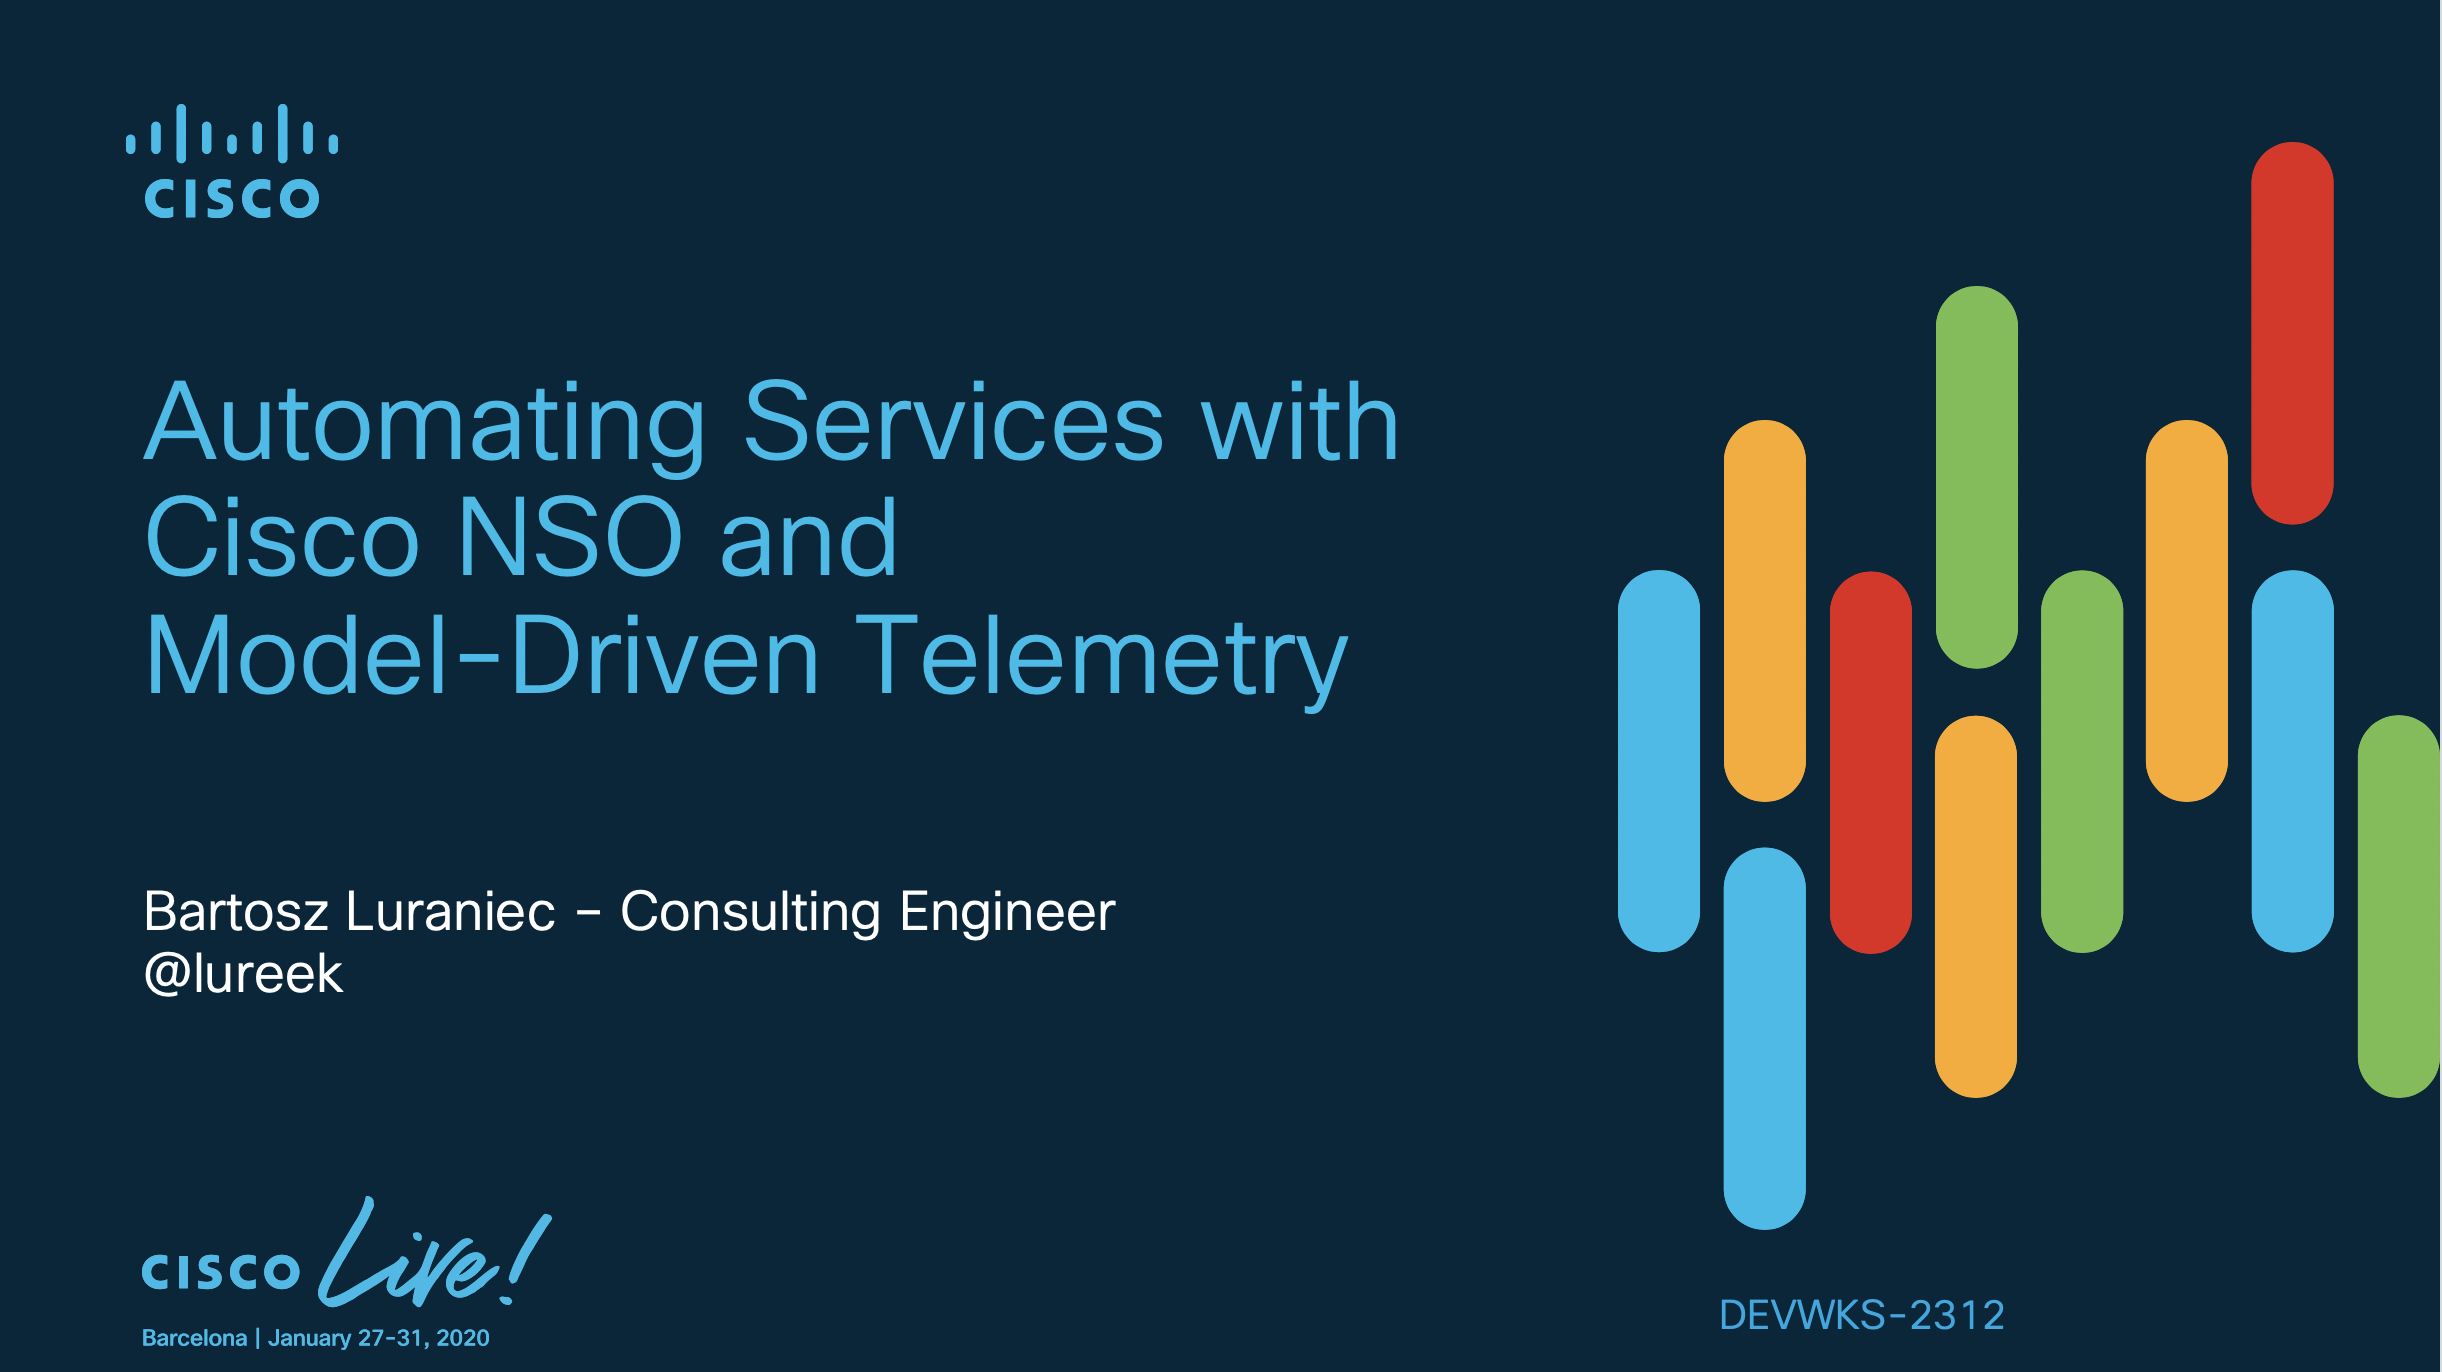 CISCO
Automating Services with
Cisco NSO and
Model-Driven Telemetry
Bartosz Luraniec - Consulting Engineer
@lureek
CISCO Live!
Barcelona | January 27-31, 2020
DEVWKS-2312